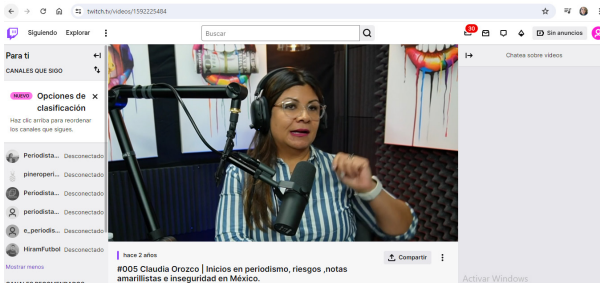 twitch.tv/videos/1592225484
Siguiendo
Explorar
Buscar
30
Sin anuncios
Para ti
CANALES QUE SIGO
NUEVO
Opciones de
clasificación
Haz clic arriba para reordenar
los canales que sigues.
Periodista... Desconectado
pineroperi... Desconectado
Periodista... Desconectado
periodista... Desconectado
e_periodis... Desconectado
HiramFutbol Desconectado
Mostrar menos
Chatea sobre vídeos
hace 2 años
Compartir
#005 Claudia Orozco | Inicios en periodismo, riesgos ,notas
amarillistas e inseguridad en México.
Activar Windows